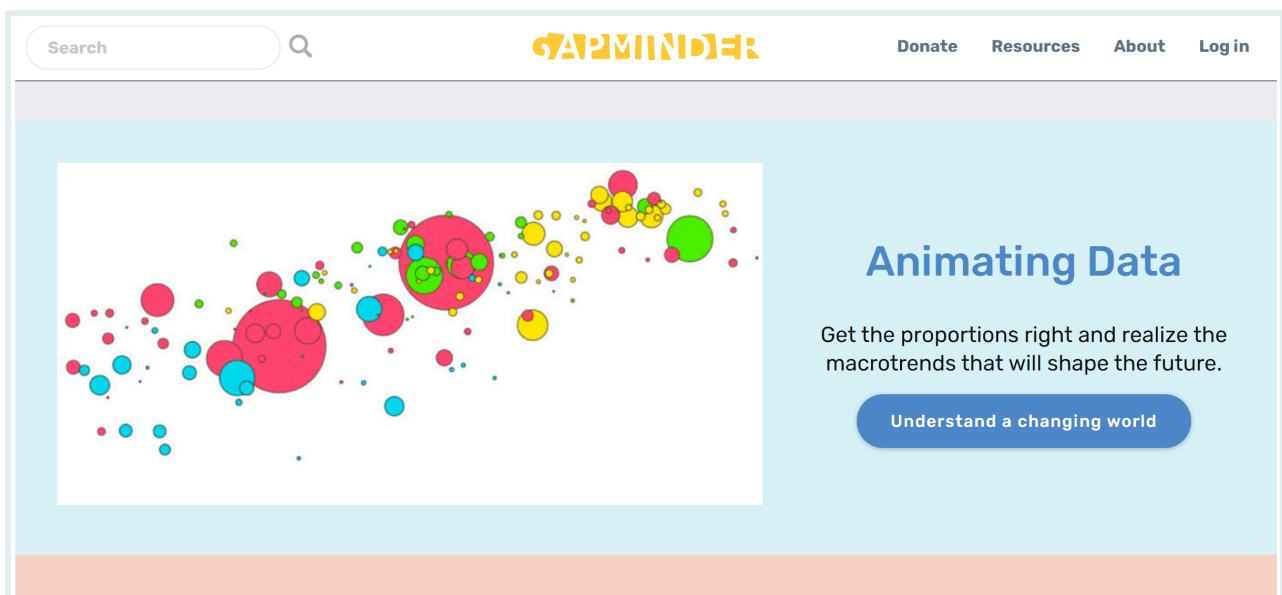 Search
GAPMINDER
Donate Resources About Log in
Animating Data
Get the proportions right and realize the
macrotrends that will shape the future.
Understand a changing world